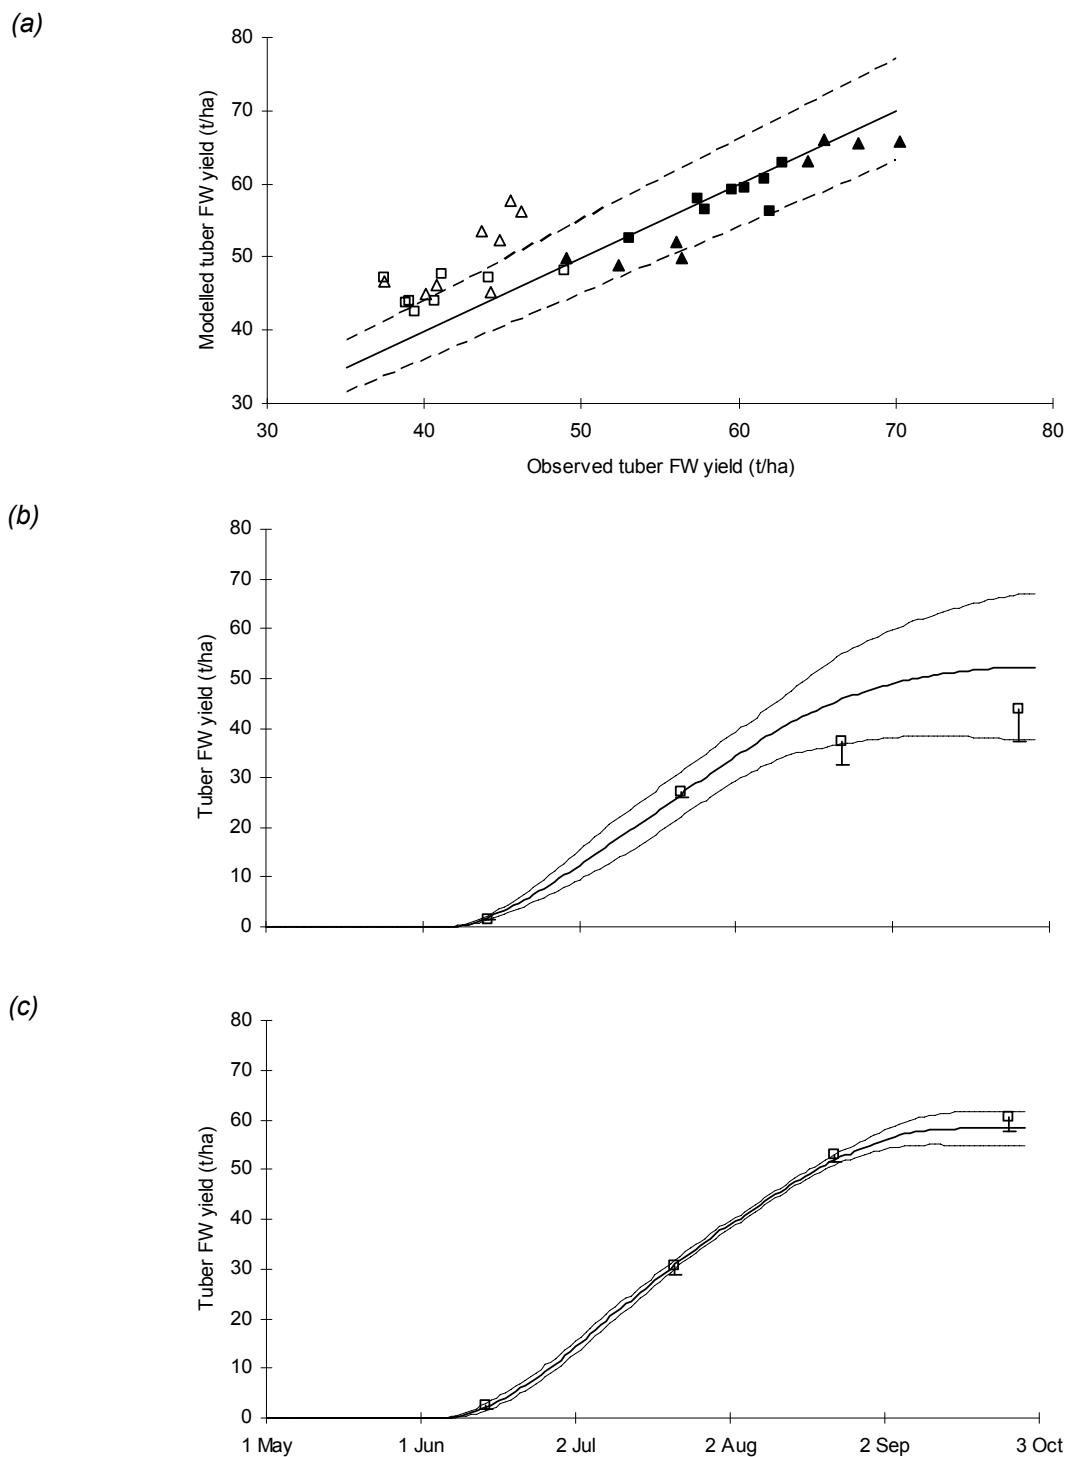 (a)
80
70
60
50
40
30
Modelled tuber FW yield (t/ha)
30 40 50 60 70 80
Observed tuber FW yield (t/ha)
(b)
80
70
60
50
40
30
20
10
0
Tuber FW yield (t/ha)
(c)
80
70
60
50
40
30
20
10
0
Tuber FW yield (t/ha)
1 May 1 Jun 2 Jul 2 Aug 2 Sep 3 Oct